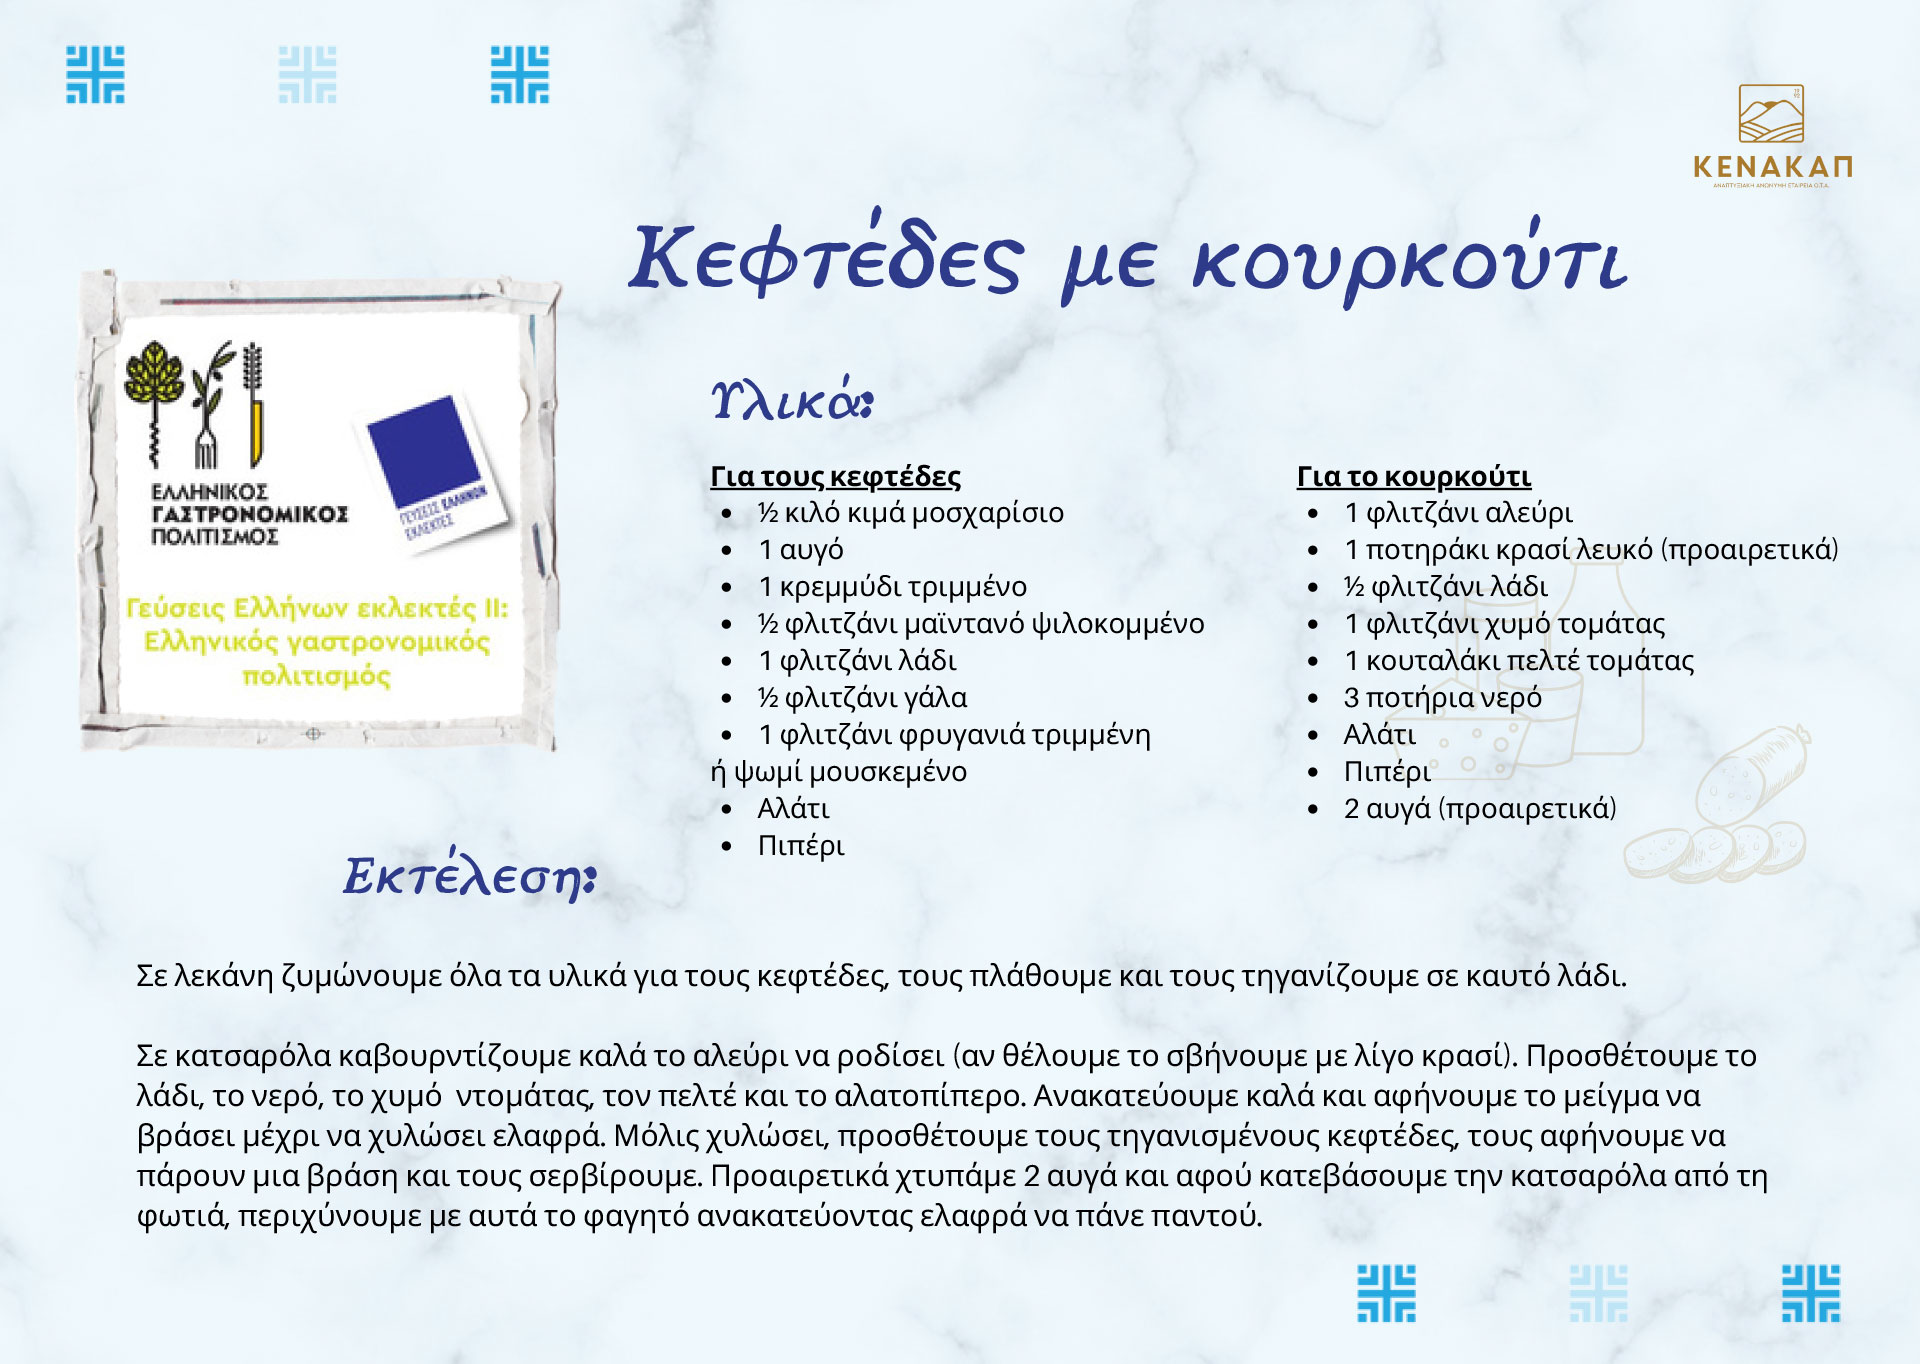 ΚΕΝΑΚΑΠ
ΑΝΑΠΤΥΞΙΑΚΗ ΑΝΩΝΥΜΗ ΕΤΑΙΡΕΙΑ Ο.Τ.Α.
Κεφτέδες με κουρκούτι
ΕΛΛΗΝΙΚΟΣ
ΓΑΣΤΡΟΝΟΜΙΚΟΣ
ΠΟΛΙΤΙΣΜΟΣ
ΓΕΥΣΕΙΣ ΕΛΛΗΝΩΝ
ΕΚΛΕΚΤΕΣ
Γεύσεις Ελλήνων εκλεκτές ΙΙ:
Ελληνικός γαστρονομικός
πολιτισμός
Υλικά:
Για τους κεφτέδες
• ½ κιλό κιμά μοσχαρίσιο
• 1 αυγό
• 1 κρεμμύδι τριμμένο
• ½ φλιτζάνι μαϊντανό ψιλοκομμένο
• 1 φλιτζάνι λάδι
• ½ φλιτζάνι γάλα
• 1 φλιτζάνι φρυγανιά τριμμένη
ή ψωμί μουσκεμένο
• Αλάτι
• Πιπέρι
Για το κουρκούτι
• 1 φλιτζάνι αλεύρι
• 1 ποτηράκι κρασί λευκό (προαιρετικά)
• ½ φλιτζάνι λάδι
• 1 φλιτζάνι χυμό τομάτας
• 1 κουταλάκι πελτέ τομάτας
• 3 ποτήρια νερό
• Αλάτι
• Πιπέρι
• 2 αυγά (προαιρετικά)
Εκτέλεση:
Σε λεκάνη ζυμώνουμε όλα τα υλικά για τους κεφτέδες, τους πλάθουμε και τους τηγανίζουμε σε καυτό λάδι.
Σε κατσαρόλα καβουρντίζουμε καλά το αλεύρι να ροδίσει (αν θέλουμε το σβήνουμε με λίγο κρασί). Προσθέτουμε το
λάδι, το νερό, το χυμό  ντομάτας, τον πελτέ και το αλατοπίπερο. Ανακατεύουμε καλά και αφήνουμε το μείγμα να
βράσει μέχρι να χυλώσει ελαφρά. Μόλις χυλώσει, προσθέτουμε τους τηγανισμένους κεφτέδες, τους αφήνουμε να
πάρουν μια βράση και τους σερβίρουμε. Προαιρετικά χτυπάμε 2 αυγά και αφού κατεβάσουμε την κατσαρόλα από τη
φωτιά, περιχύνουμε με αυτά το φαγητό ανακατεύοντας ελαφρά να πάνε παντού.